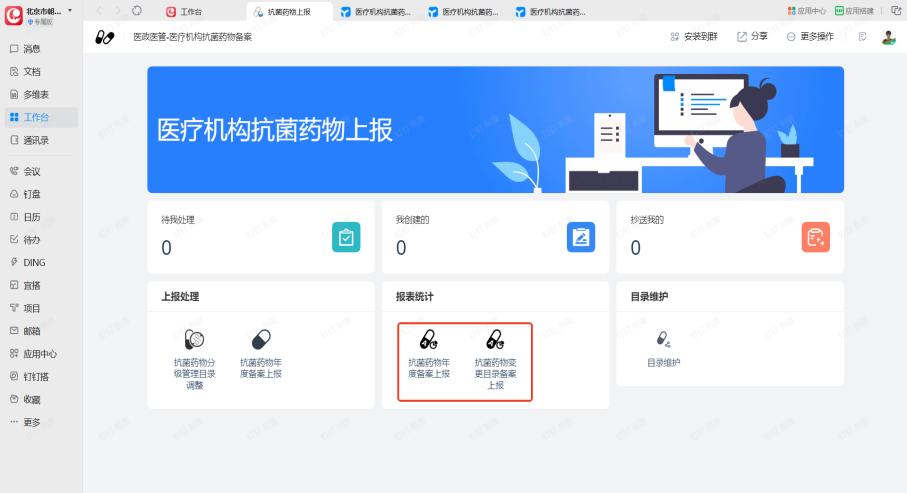 北京市朝...
专属版
消息
文档
多维表
工作台
通讯录
会议
钉盘
日历
待办
DING
宜搭
项目
邮箱
应用中心
钉钉搭
收藏
更多
工作台
抗菌药物上报
医疗机构抗菌药...
医疗机构抗菌药...
医疗机构抗菌药...
应用中心
应用搭建
医政医管-医疗机构抗菌药物备案
安装到群
分享
更多操作
医疗机构抗菌药物上报
待我处理
0
我创建的
0
抄送我的
0
上报处理
抗菌药物分
级管理目录
调整
抗菌药物年
度备案上报
报表统计
抗菌药物年
度备案上报
抗菌药物变
更目录备案
上报
目录维护
目录维护